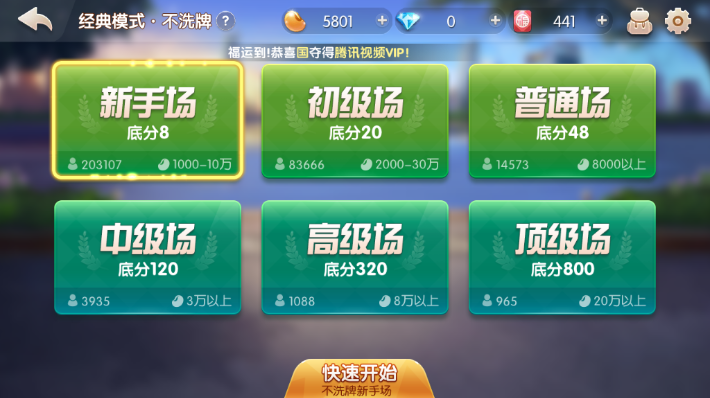 经典模式·不洗牌 ? 5801 + 0 + 441 +
福运到!恭喜国夺得腾讯视频VIP!
新手场
底分8
203107 1000-10万
初级场
底分20
83666 2000-30万
普通场
底分48
14573 8000以上
中级场
底分120
3935 3万以上
高级场
底分320
1088 8万以上
顶级场
底分800
965 20万以上
快速开始
不洗牌新手场